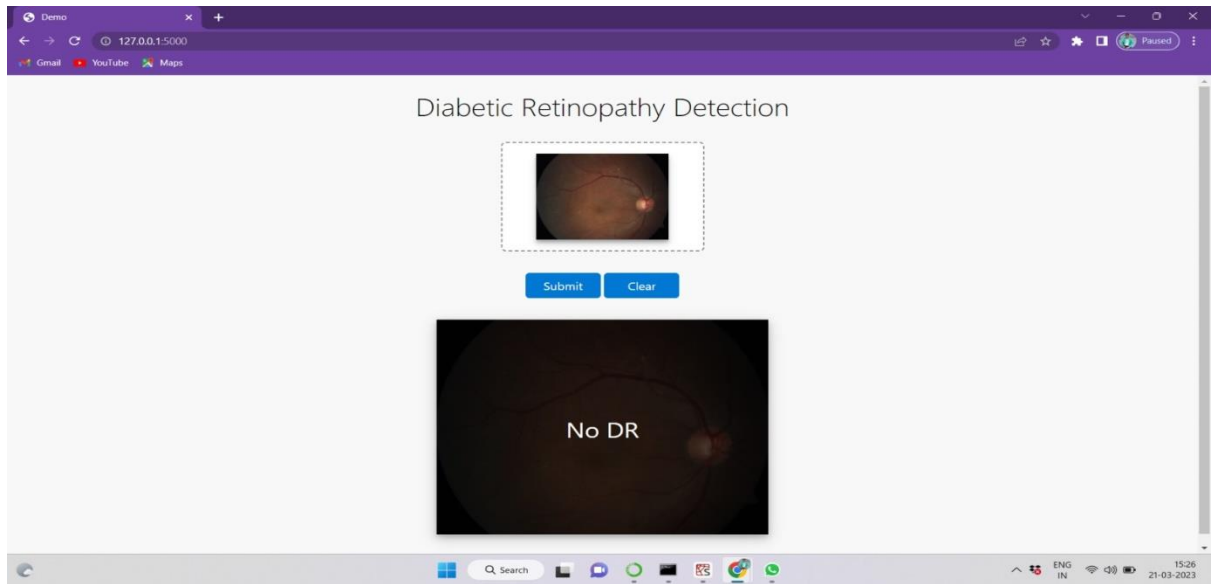 Demo
127.0.0.1:5000
Paused
Gmail YouTube Maps
Diabetic Retinopathy Detection
Submit Clear
No DR
Search
ENG
IN
15:26
21-03-2023